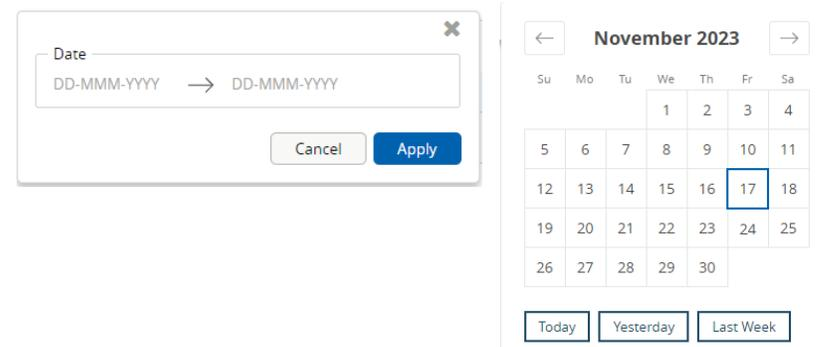 Date
DD-MMM-YYYY → DD-MMM-YYYY
Cancel Apply
← November 2023 →
Su Mo Tu We Th Fr Sa
1 2 3 4
5 6 7 8 9 10 11
12 13 14 15 16 17 18
19 20 21 22 23 24 25
26 27 28 29 30
Today Yesterday Last Week